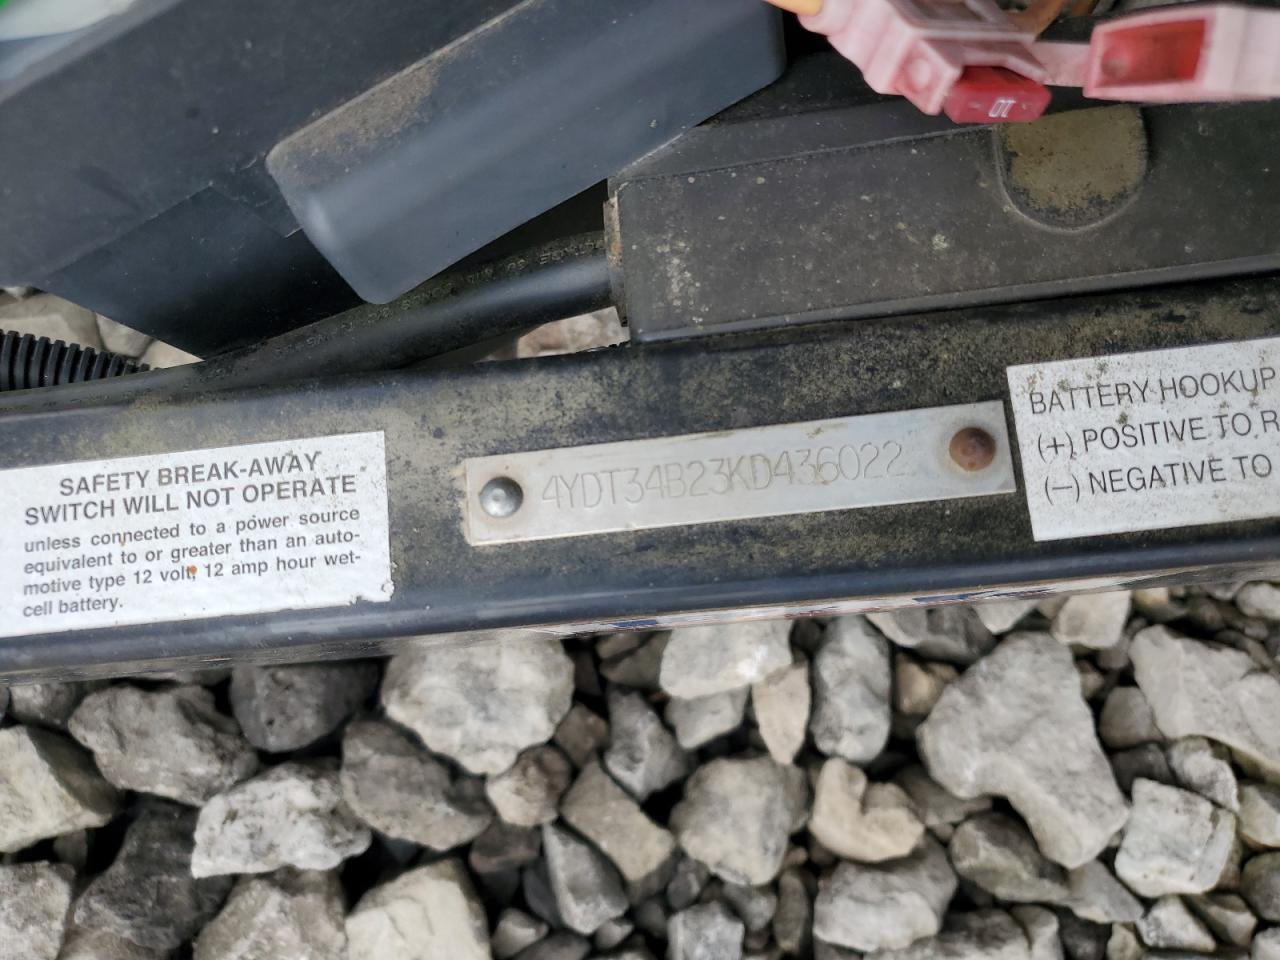 10
SAFETY BREAK-AWAY
SWITCH WILL NOT OPERATE
unless connected to a power source
equivalent to or greater than an auto-
motive type 12 volt, 12 amp hour wet-
cell battery.
4YDT34B23KD436022
BATTERY HOOKUP
(+) POSITIVE TO R
(−) NEGATIVE TO